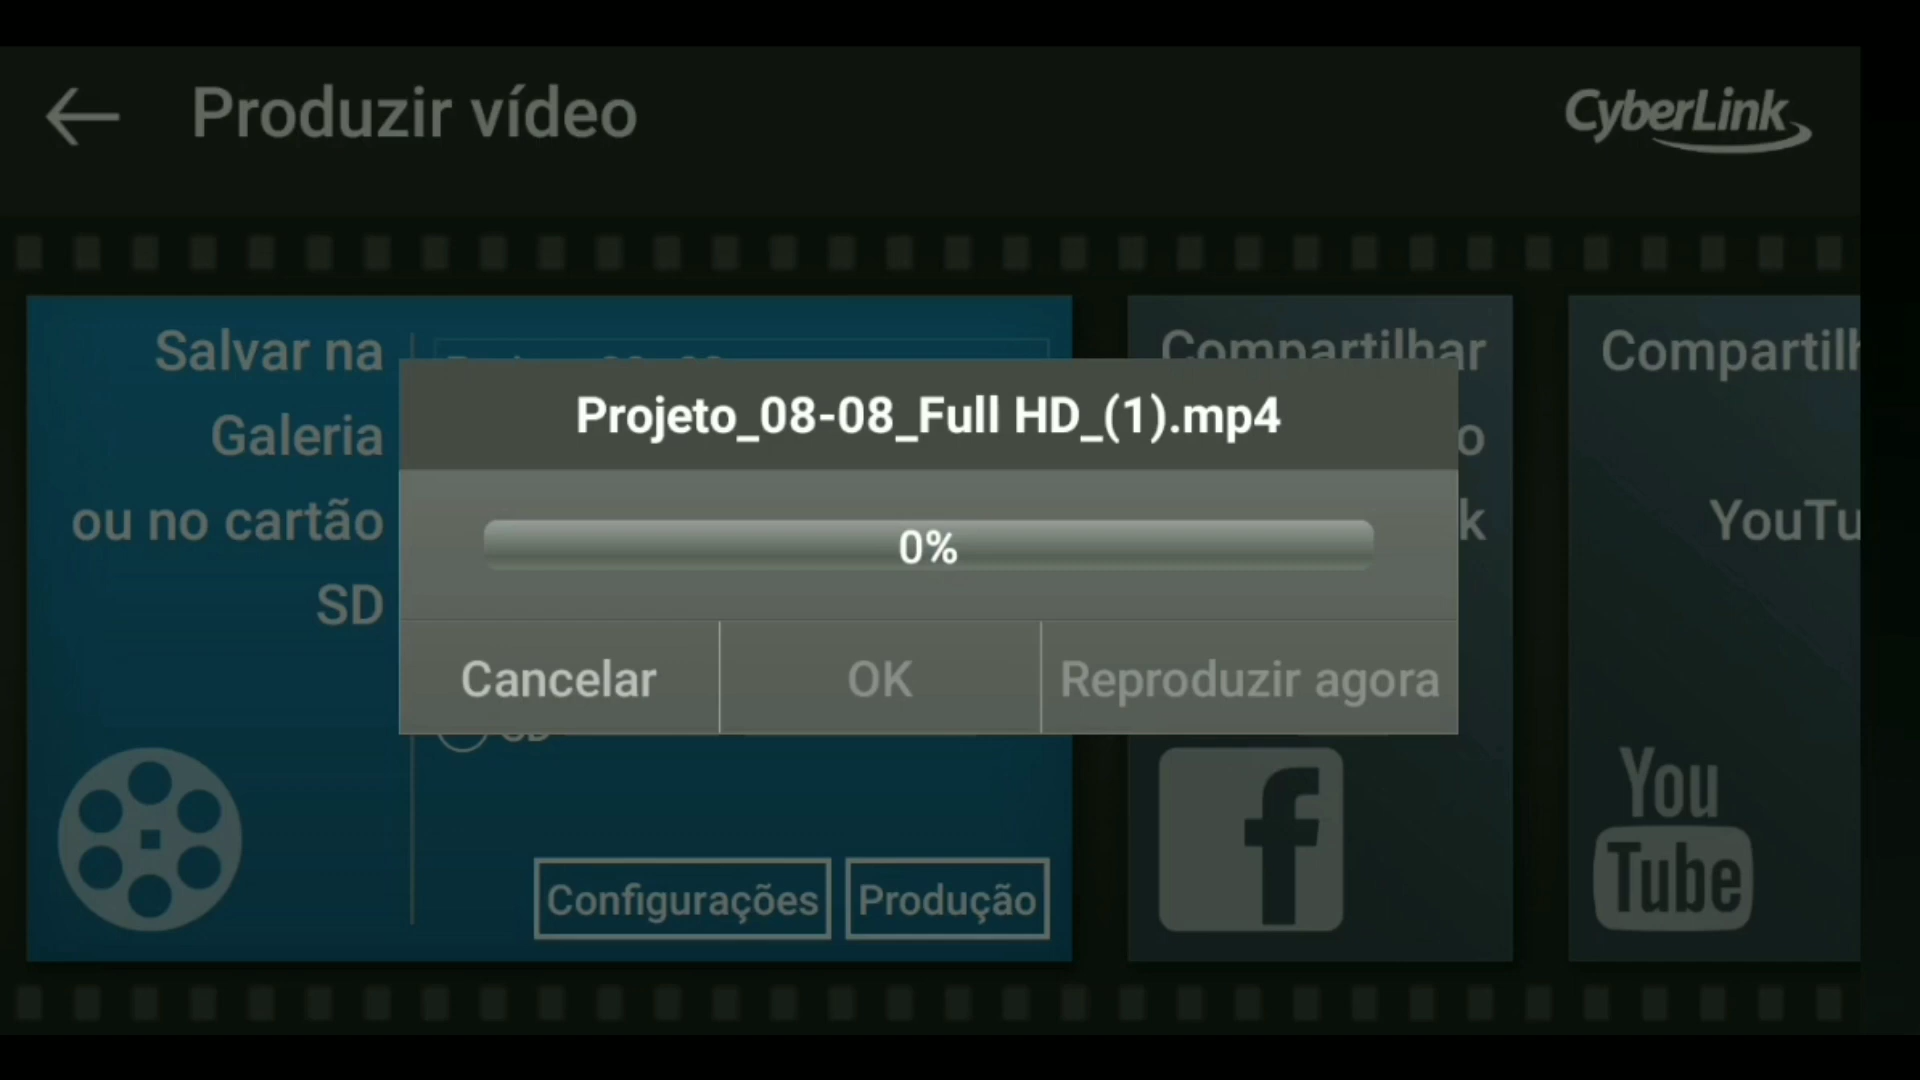 Produzir vídeo
CyberLink
Salvar na
Galeria
ou no cartão
SD
Compartilhar
o
k
YouTu
Projeto_08-08_Full HD_(1).mp4
0%
Cancelar
OK
Reproduzir agora
Configurações
Produção
f
You
Tube